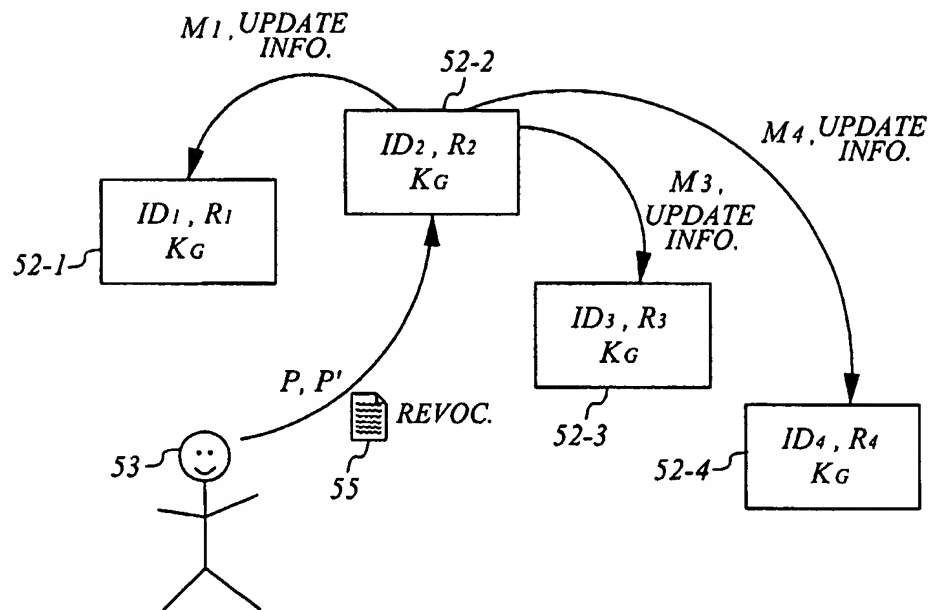 M1, UPDATE
INFO.
52-2
ID2, R2
KG
M4, UPDATE
INFO.
ID1, R1
KG
52-1
M3,
UPDATE
INFO.
ID3, R3
KG
52-3
P, P'
REVOC.
55
53
ID4, R4
KG
52-4